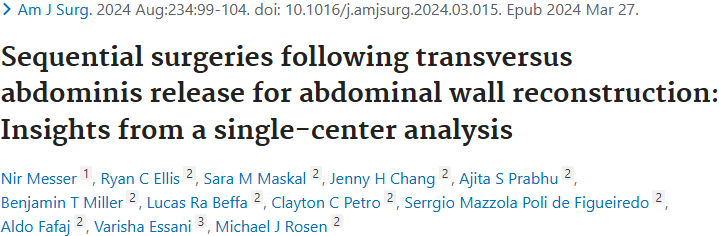 > Am J Surg. 2024 Aug:234:99-104. doi: 10.1016/j.amjsurg.2024.03.015. Epub 2024 Mar 27.
Sequential surgeries following transversus
abdominis release for abdominal wall reconstruction:
Insights from a single-center analysis
Nir Messer 1, Ryan C Ellis 2, Sara M Maskal 2, Jenny H Chang 2, Ajita S Prabhu 2,
Benjamin T Miller 2, Lucas Ra Beffa 2, Clayton C Petro 2, Serrgio Mazzola Poli de Figueiredo 2,
Aldo Fafaj 2, Varisha Essani 3, Michael J Rosen 2